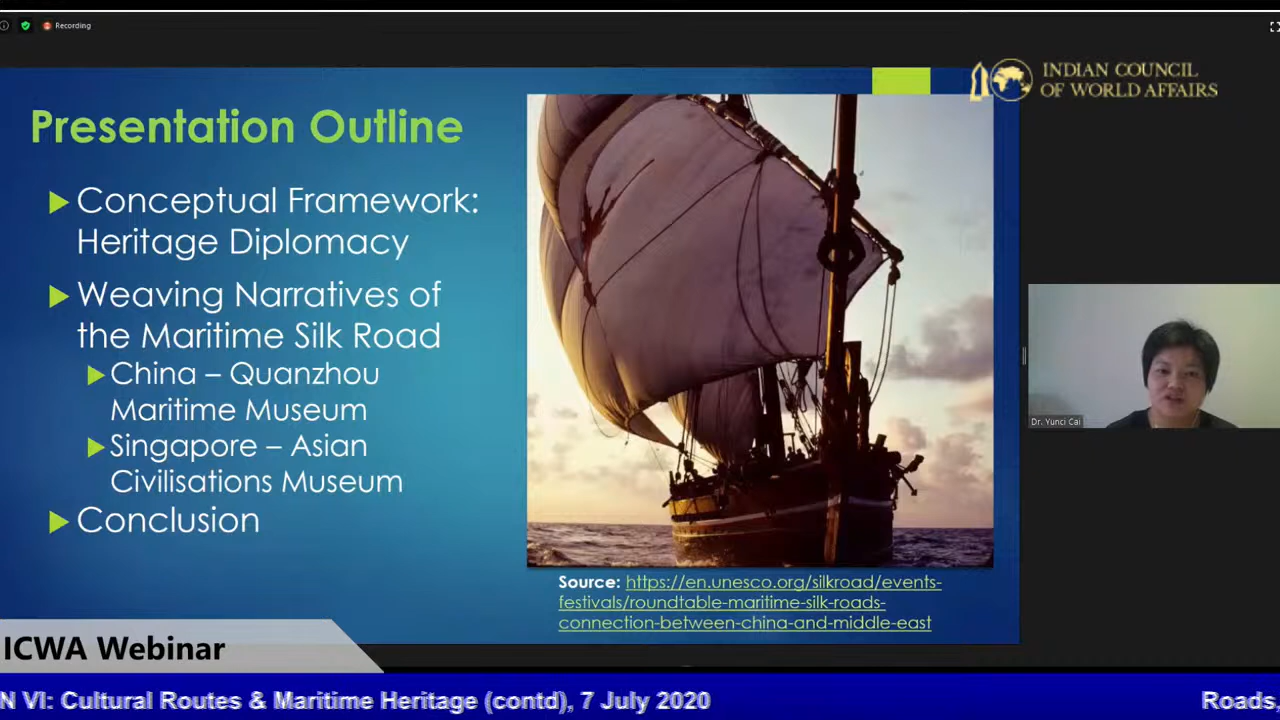 Recording
INDIAN COUNCIL
OF WORLD AFFAIRS
Presentation Outline
Conceptual Framework:
Heritage Diplomacy
Weaving Narratives of
the Maritime Silk Road
China – Quanzhou
Maritime Museum
Singapore – Asian
Civilisations Museum
Conclusion
Source: https://en.unesco.org/silkroad/events-
festivals/roundtable-maritime-silk-roads-
connection-between-china-and-middle-east
Dr. Yunci Cai
ICWA Webinar
N VI: Cultural Routes & Maritime Heritage (contd), 7 July 2020
Roads,